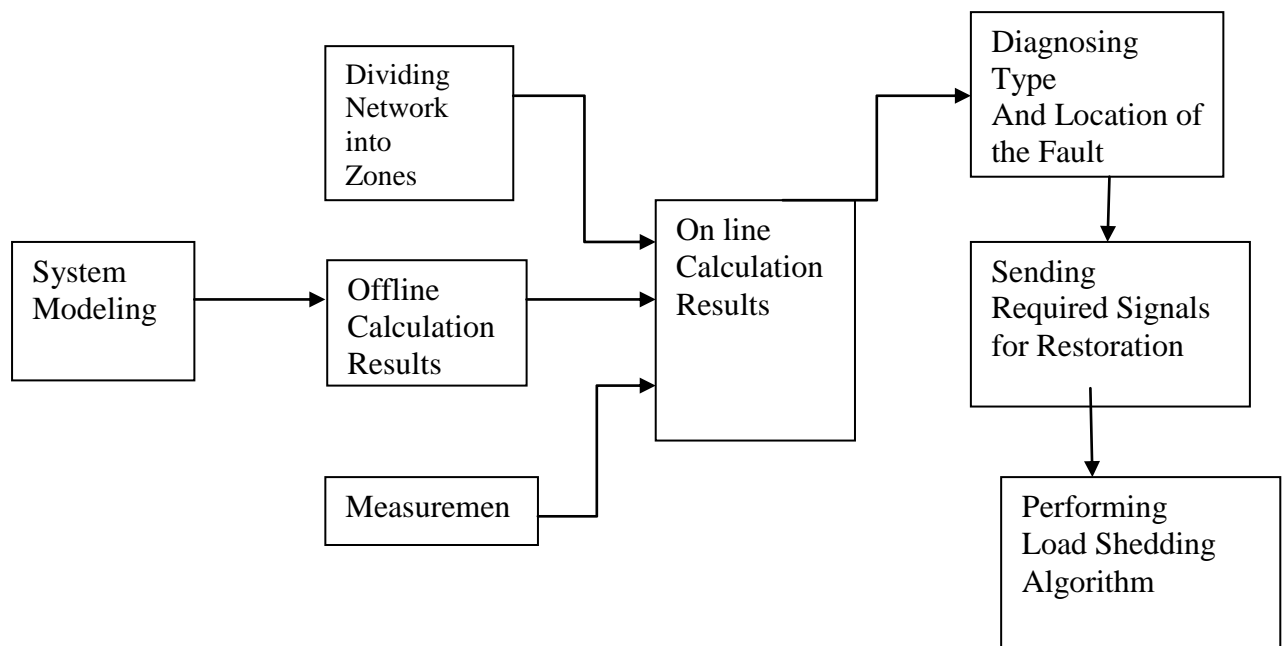 System
Modeling
Dividing
Network
into
Zones
Offline
Calculation
Results
Measuremen
On line
Calculation
Results
Diagnosing
Type
And Location of
the Fault
Sending
Required Signals
for Restoration
Performing
Load Shedding
Algorithm